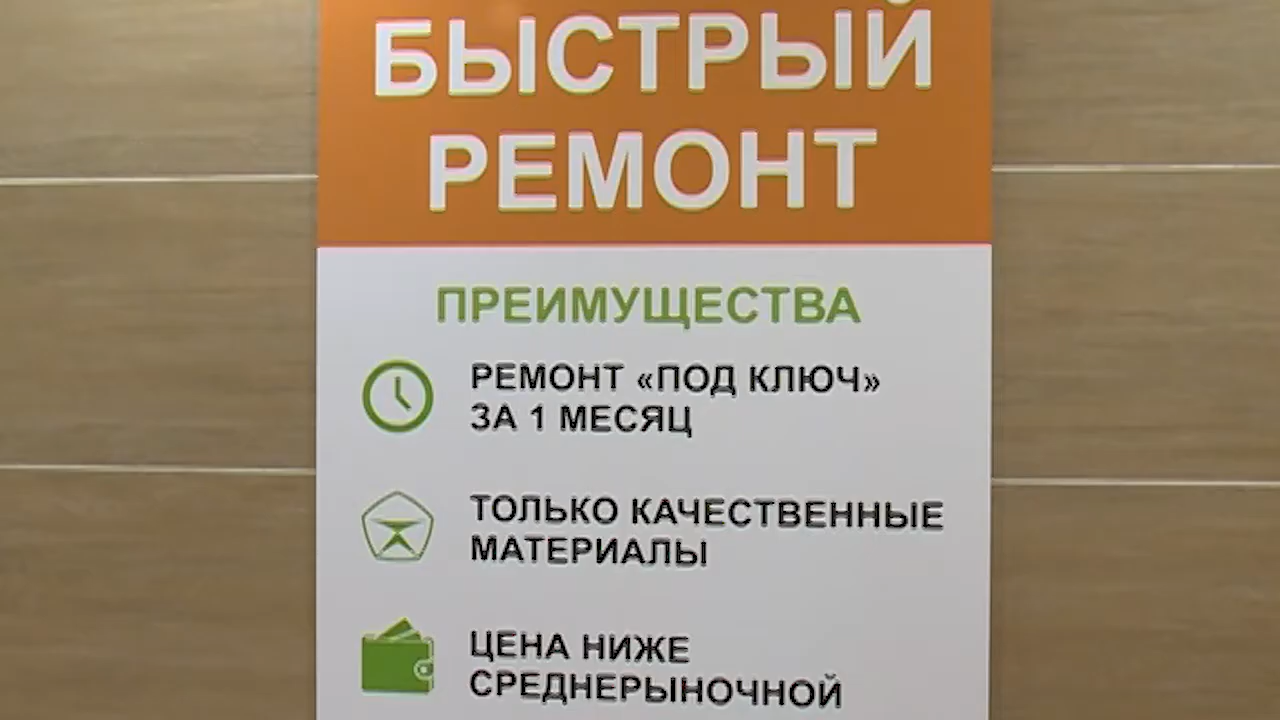 БЫСТРЫЙ
РЕМОНТ
ПРЕИМУЩЕСТВА
РЕМОНТ «ПОД КЛЮЧ»
ЗА 1 МЕСЯЦ
ТОЛЬКО КАЧЕСТВЕННЫЕ
МАТЕРИАЛЫ
ЦЕНА НИЖЕ
СРЕДНЕРЫНОЧНОЙ